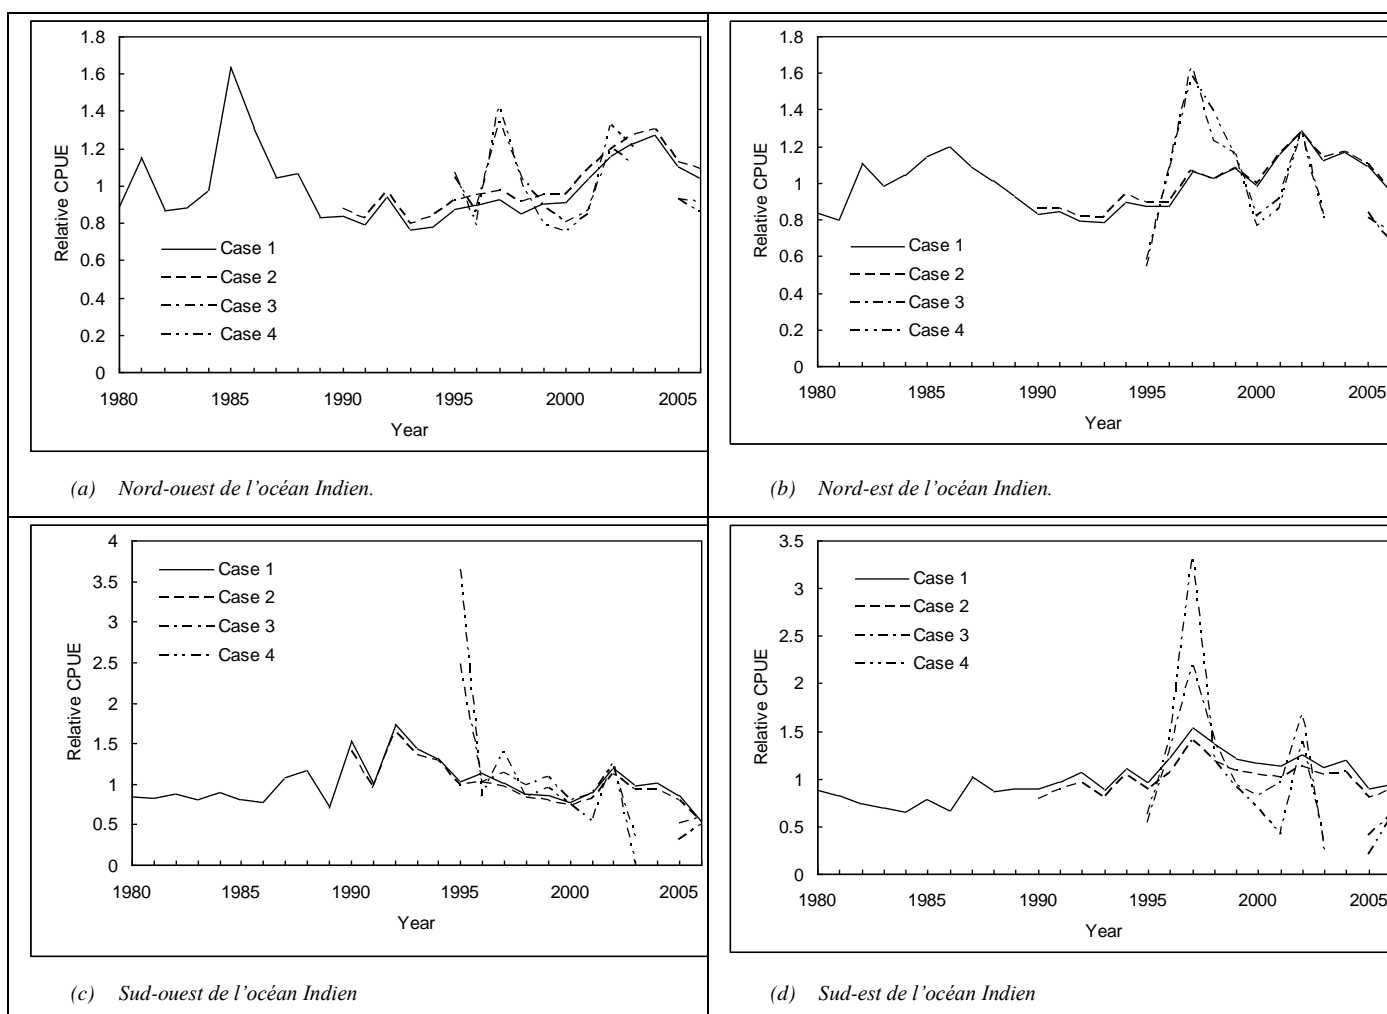 1.8
1.6
1.4
1.2
1
0.8
0.6
0.4
0.2
0
Relative CPUE
Case 1
Case 2
Case 3
Case 4
1980 1985 1990 1995 2000 2005
Year
(a) Nord-ouest de l’océan Indien.
1.8
1.6
1.4
1.2
1
0.8
0.6
0.4
0.2
0
Relative CPUE
Case 1
Case 2
Case 3
Case 4
1980 1985 1990 1995 2000 2005
Year
(b) Nord-est de l’océan Indien.
4
3.5
3
2.5
2
1.5
1
0.5
0
Relative CPUE
Case 1
Case 2
Case 3
Case 4
1980 1985 1990 1995 2000 2005
Year
(c) Sud-ouest de l’océan Indien
3.5
3
2.5
2
1.5
1
0.5
0
Relative CPUE
Case 1
Case 2
Case 3
Case 4
1980 1985 1990 1995 2000 2005
Year
(d) Sud-est de l’océan Indien